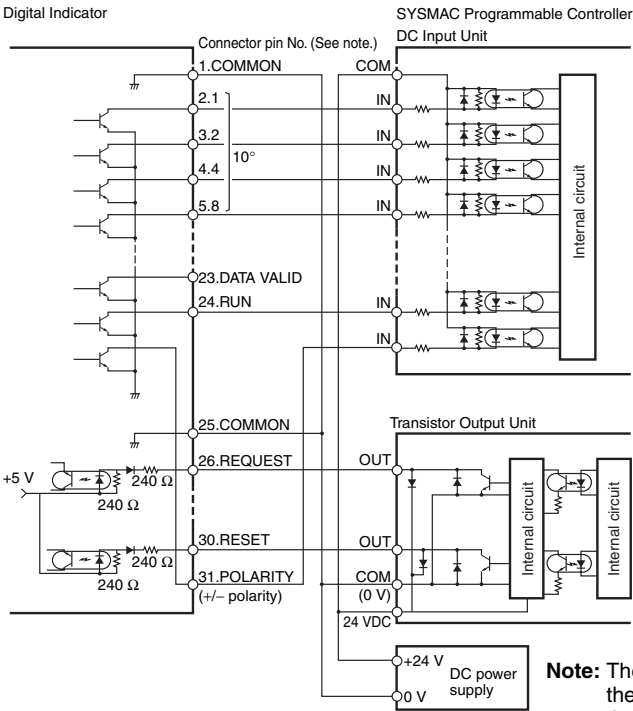 Digital Indicator
SYSMAC Programmable Controller
DC Input Unit
Connector pin No. (See note.)
1.COMMON
COM
2.1
IN
3.2
IN
10°
4.4
IN
5.8
IN
Internal circuit
23.DATA VALID
24.RUN
IN
IN
25.COMMON
Transistor Output Unit
26.REQUEST
OUT
+5 V
240 Ω
240 Ω
Internal circuit
Internal circuit
30.RESET
OUT
240 Ω
240 Ω
31.POLARITY
(+/− polarity)
COM
(0 V)
24 VDC
+24 V
DC power
supply
0 V
Note: The
the